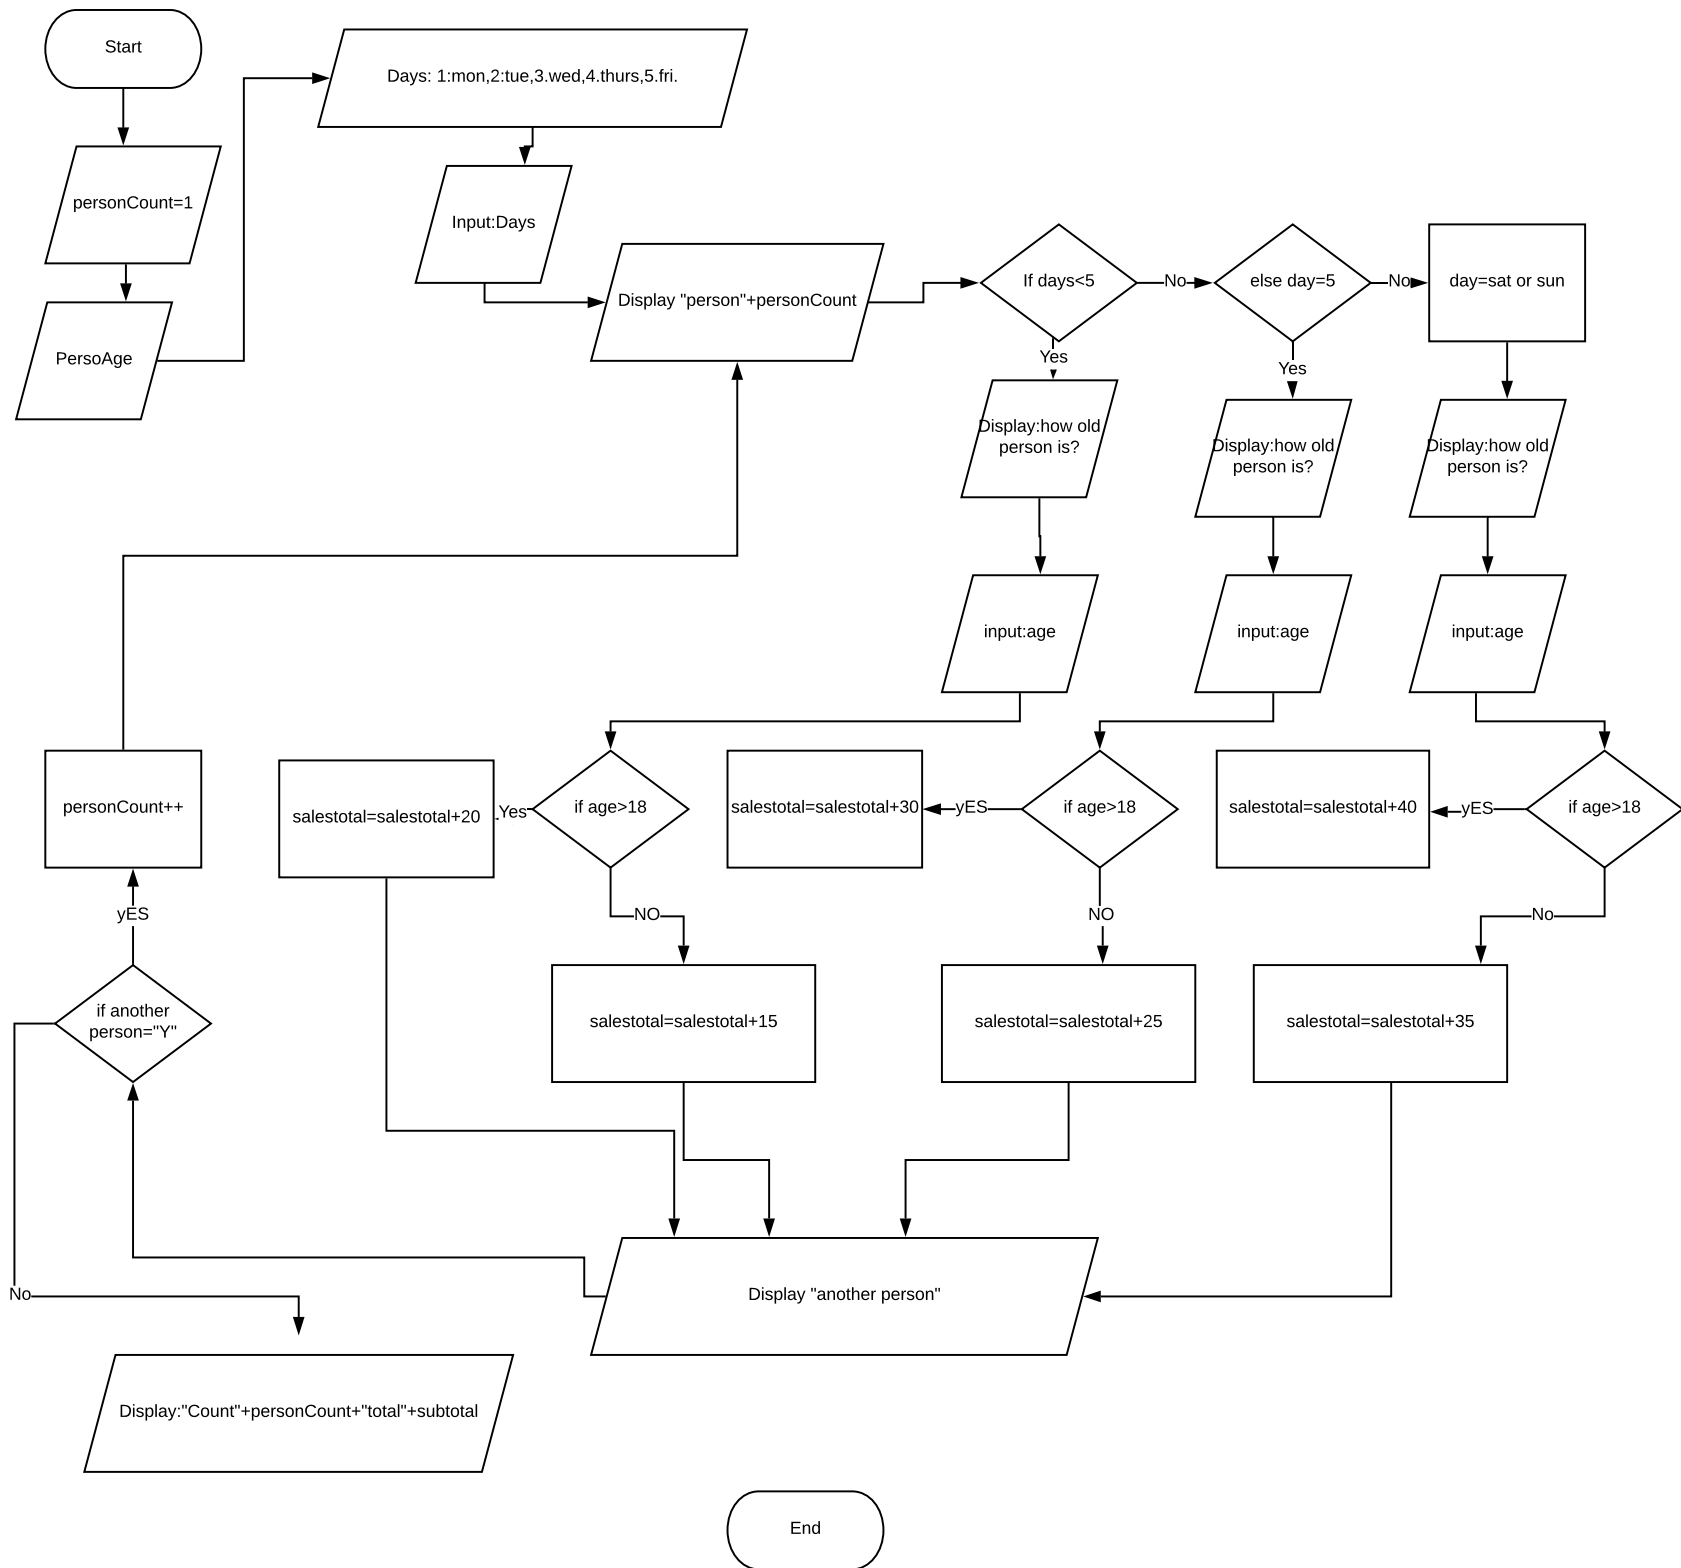 Start
Days: 1:mon,2:tue,3.wed,4.thurs,5.fri.
personCount=1
Input:Days
PersoAge
Display "person"+personCount
If days<5
No
else day=5
No
day=sat or sun
Yes
Yes
Display:how old
person is?
Display:how old
person is?
Display:how old
person is?
input:age
input:age
input:age
personCount++
salestotal=salestotal+20
Yes
if age>18
salestotal=salestotal+30
yES
if age>18
salestotal=salestotal+40
yES
if age>18
yES
NO
NO
No
if another
person="Y"
salestotal=salestotal+15
salestotal=salestotal+25
salestotal=salestotal+35
No
Display "another person"
Display:"Count"+personCount+"total"+subtotal
End